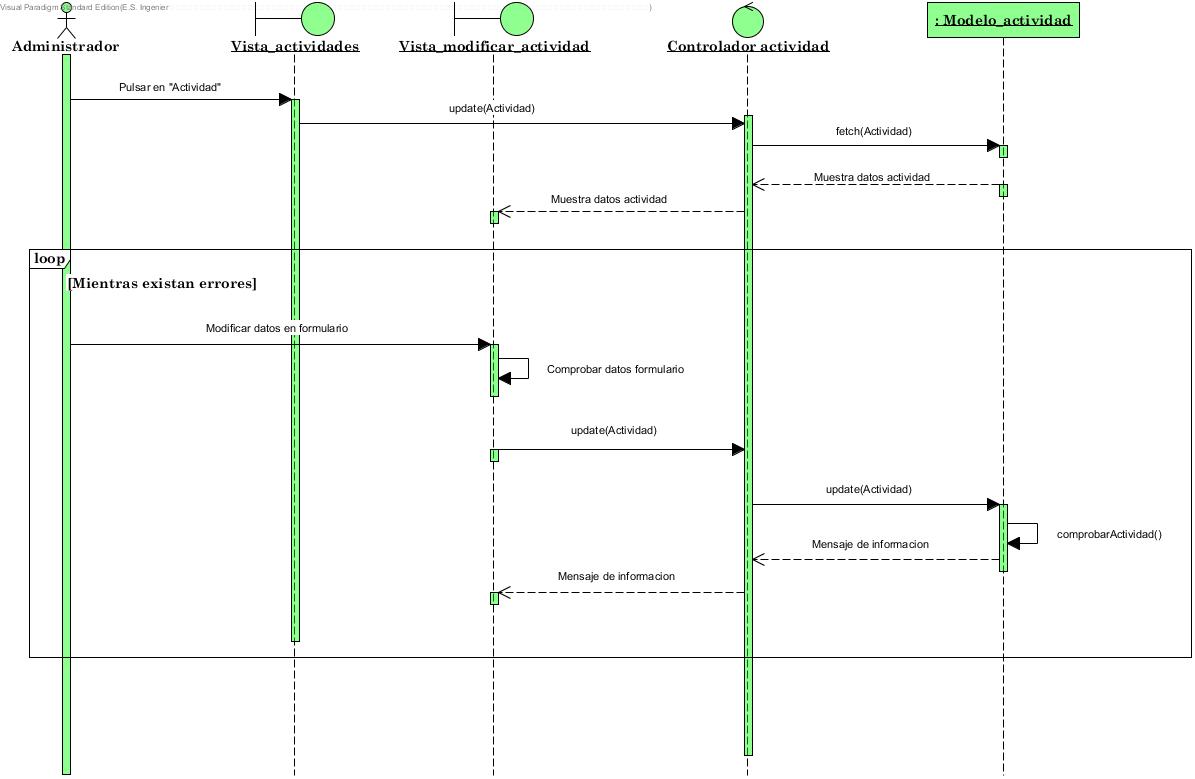 Visual Paradigm Standard Edition(E.S. Ingenier )
Administrador
Vista_actividades
Vista_modificar_actividad
Controlador actividad
: Modelo_actividad
Pulsar en "Actividad"
update(Actividad)
fetch(Actividad)
Muestra datos actividad
Muestra datos actividad
loop
[Mientras existan errores]
Modificar datos en formulario
Comprobar datos formulario
update(Actividad)
update(Actividad)
comprobarActividad()
Mensaje de informacion
Mensaje de informacion